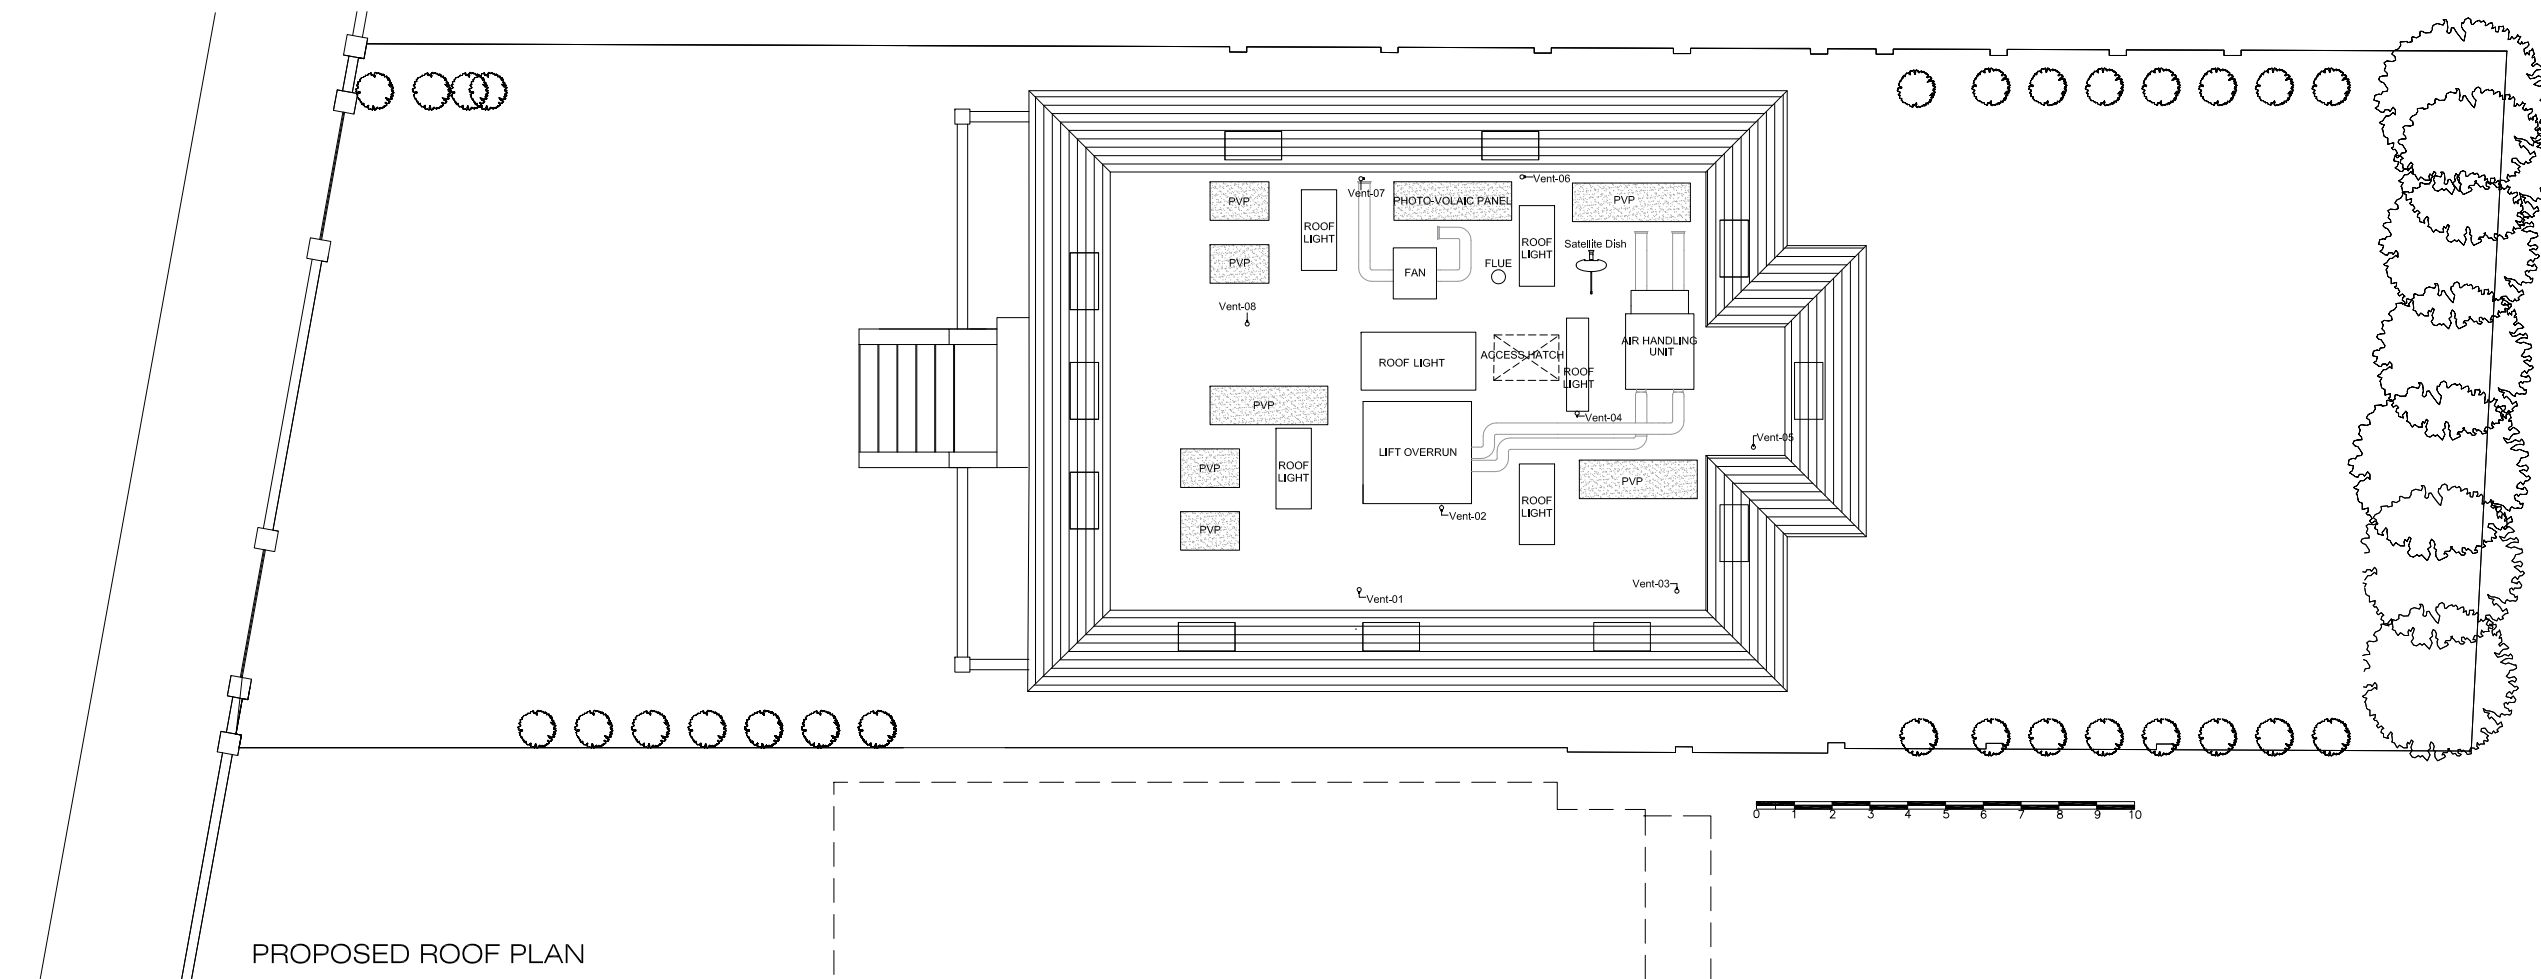 Vent-07
Vent-06
PVP
PHOTO-VOLAIC PANEL
PVP
ROOF
LIGHT
ROOF
LIGHT
Satellite Dish
PVP
FAN
FLUE
Vent-08
AIR HANDLING
UNIT
ROOF LIGHT
ACCESS HATCH
ROOF
LIGHT
PVP
Vent-04
Vent-05
LIFT OVERRUN
PVP
ROOF
LIGHT
PVP
ROOF
LIGHT
Vent-02
PVP
Vent-03
Vent-01
0 1 2 3 4 5 6 7 8 9 10
PROPOSED ROOF PLAN